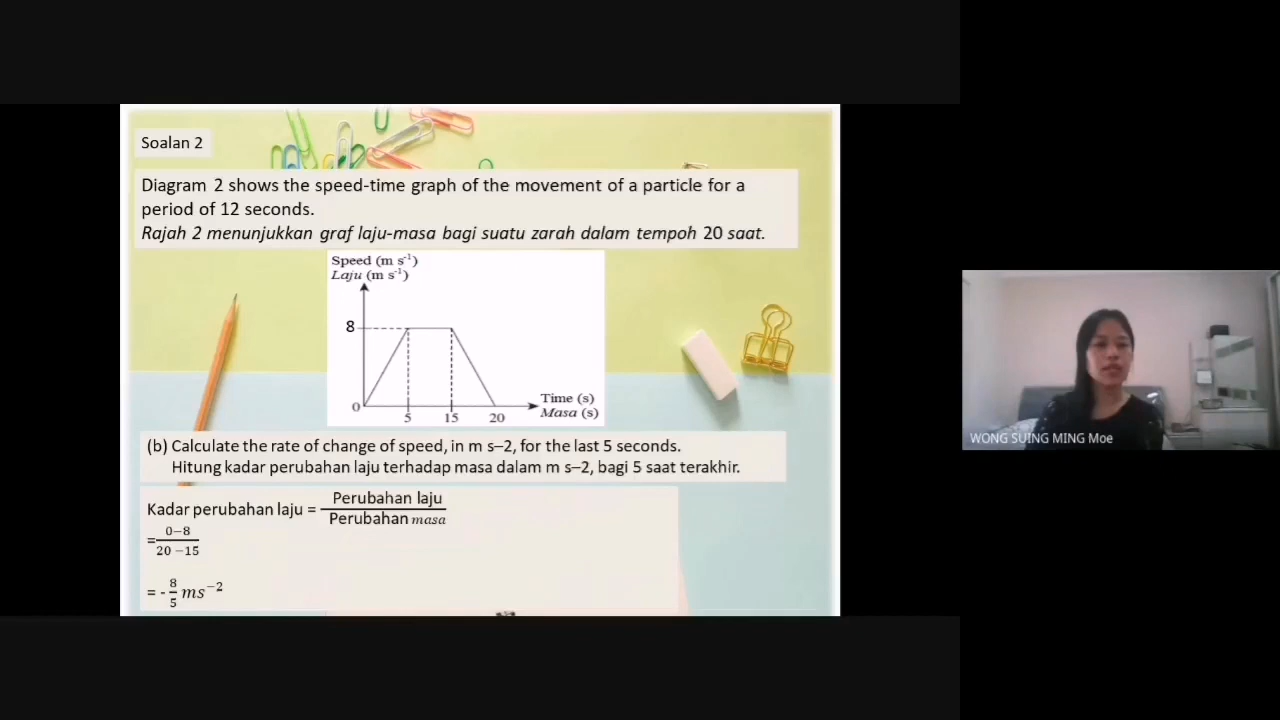 Soalan 2
Diagram 2 shows the speed-time graph of the movement of a particle for a
period of 12 seconds.
Rajah 2 menunjukkan graf laju-masa bagi suatu zarah dalam tempoh 20 saat.
Speed (m s⁻¹)
Laju (m s⁻¹)
8
0
5
15
20
Time (s)
Masa (s)
(b) Calculate the rate of change of speed, in m s–2, for the last 5 seconds.
Hitung kadar perubahan laju terhadap masa dalam m s–2, bagi 5 saat terakhir.
Kadar perubahan laju = Perubahan laju
Perubahan masa
= 0–8
20 –15
= - 8/5 ms⁻²
WONG SUING MING Moe